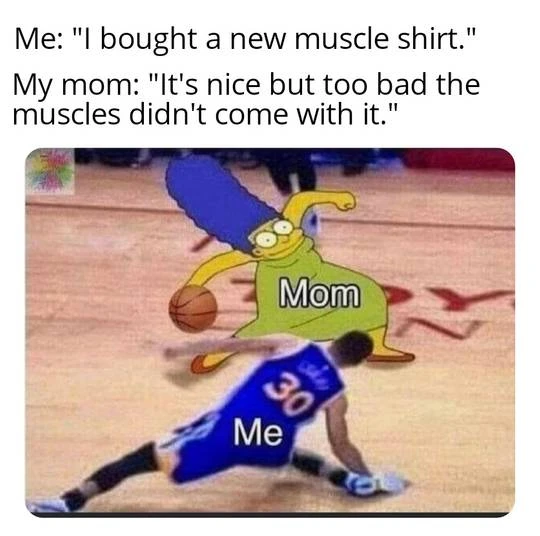 Me: "I bought a new muscle shirt."
My mom: "It's nice but too bad the
muscles didn't come with it."
Mom
30
Me